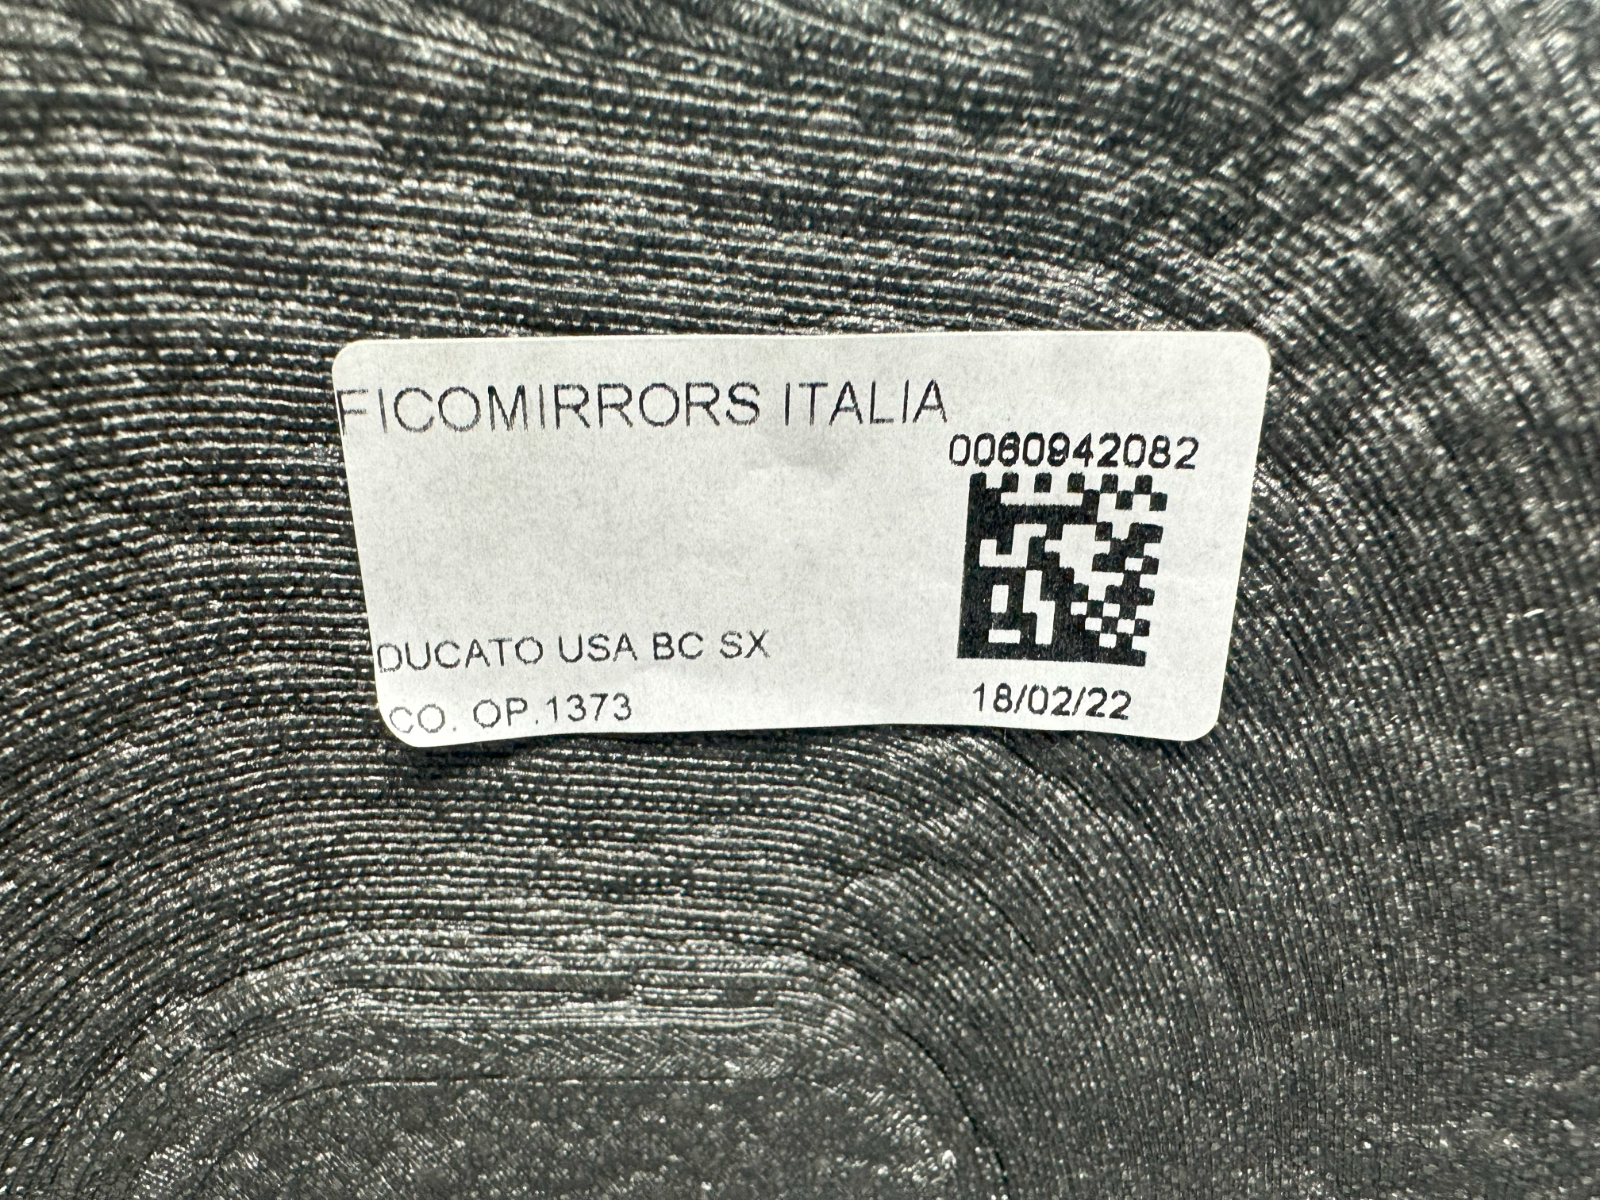 FICOMIRRORS ITALIA
0060942082
DUCATO USA BC SX
CO. OP.1373
18/02/22